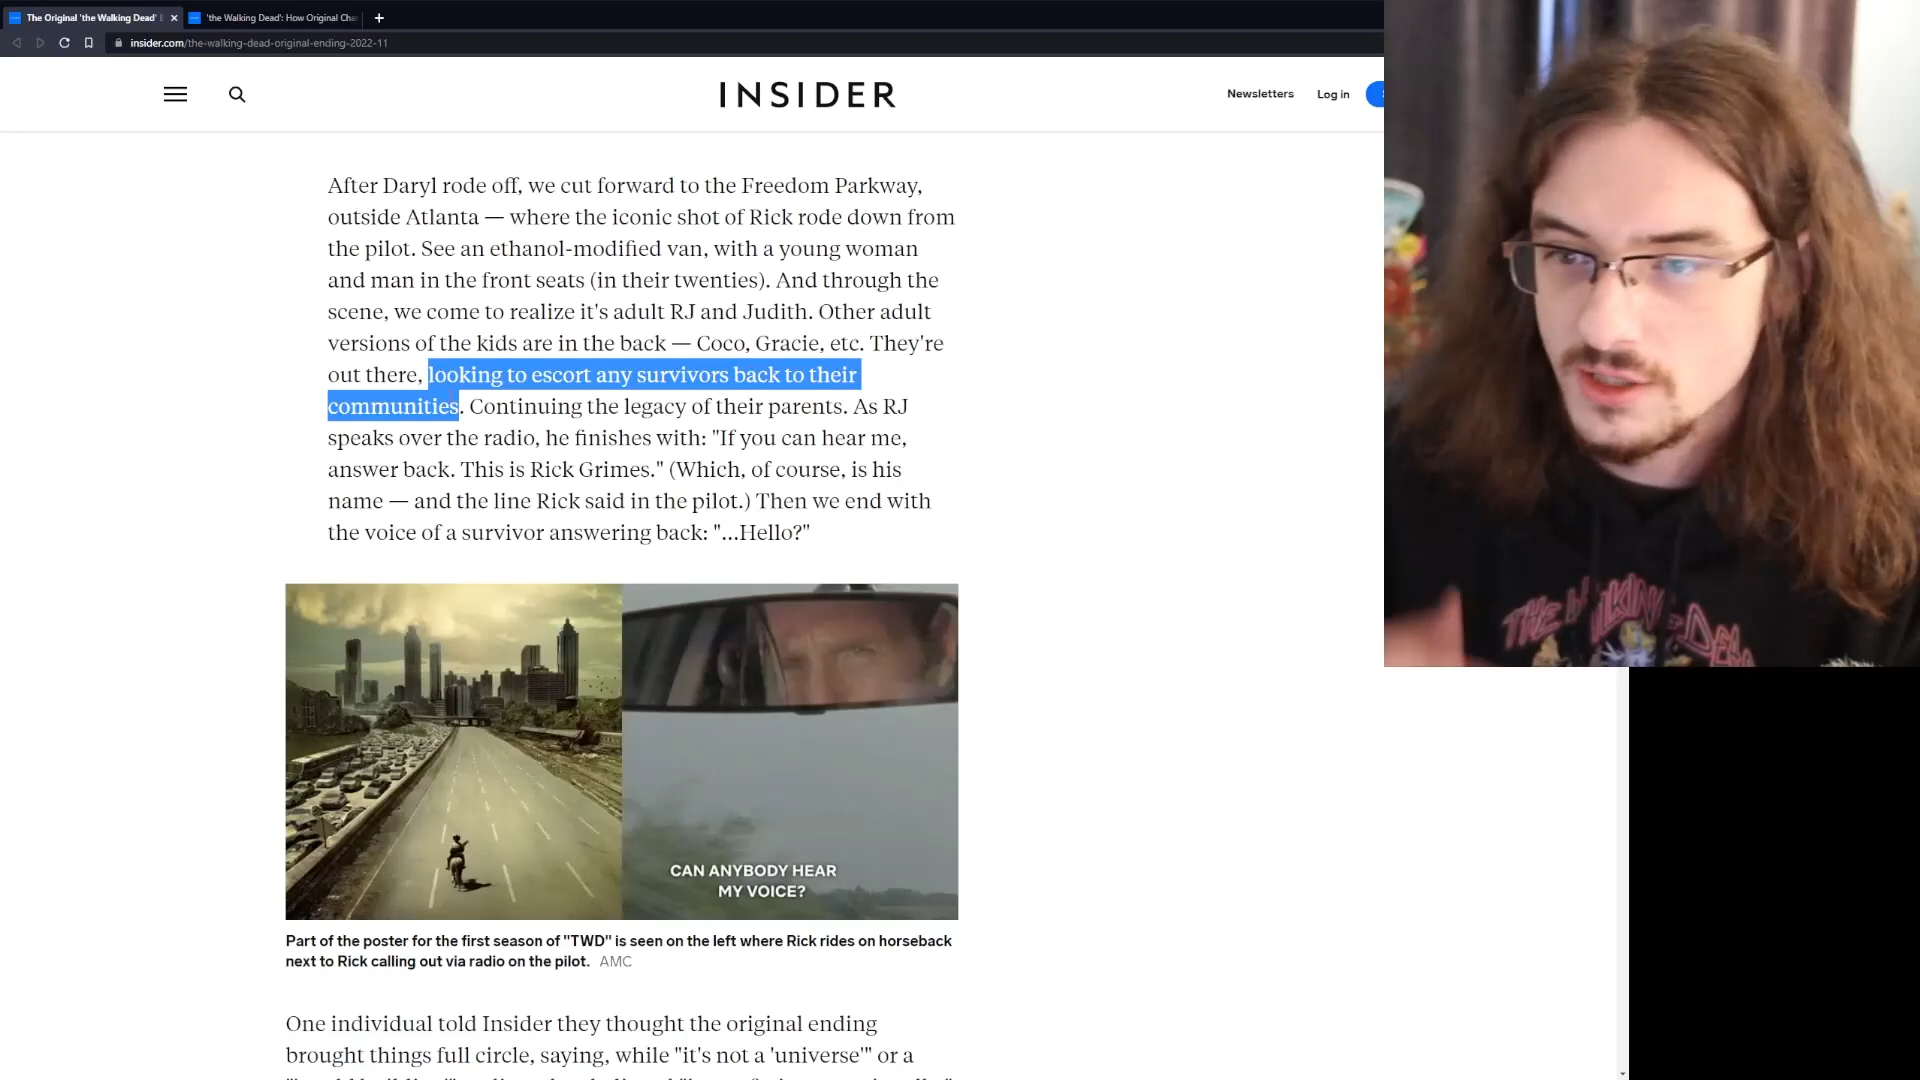 The Original 'the Walking Dead' E
'the Walking Dead': How Original Cha
insider.com/the-walking-dead-original-ending-2022-11
INSIDER
Newsletters
Log in
After Daryl rode off, we cut forward to the Freedom Parkway,
outside Atlanta — where the iconic shot of Rick rode down from
the pilot. See an ethanol-modified van, with a young woman
and man in the front seats (in their twenties). And through the
scene, we come to realize it's adult RJ and Judith. Other adult
versions of the kids are in the back — Coco, Gracie, etc. They're
out there, looking to escort any survivors back to their
communities. Continuing the legacy of their parents. As RJ
speaks over the radio, he finishes with: "If you can hear me,
answer back. This is Rick Grimes." (Which, of course, is his
name — and the line Rick said in the pilot.) Then we end with
the voice of a survivor answering back: "...Hello?"
CAN ANYBODY HEAR
MY VOICE?
Part of the poster for the first season of "TWD" is seen on the left where Rick rides on horseback
next to Rick calling out via radio on the pilot. AMC
One individual told Insider they thought the original ending
brought things full circle, saying, while "it's not a 'universe'" or a
THE WALKING DEAD